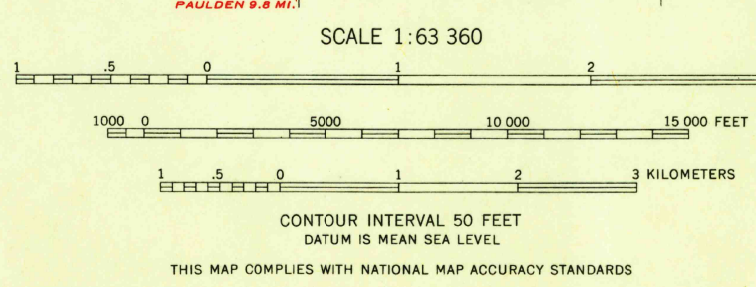 PAULDEN 9.8 MI.
SCALE 1:63 360
1 .5 0 1 2
1000 0 5000 10 000 15 000 FEET
1 .5 0 1 2 3 KILOMETERS
CONTOUR INTERVAL 50 FEET
DATUM IS MEAN SEA LEVEL
THIS MAP COMPLIES WITH NATIONAL MAP ACCURACY STANDARDS